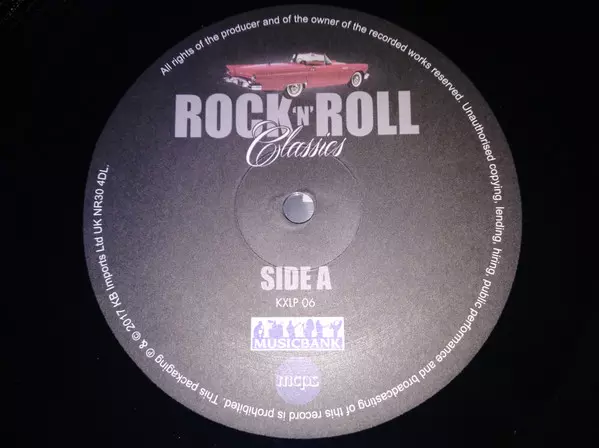 All rights of the producer and of the owner of the recorded works reserved. Unauthorised copying, lending, hiring, public performance and broadcasting of this record is prohibited. This packaging ℗ & © 2017 KB Imports Ltd UK NR30 4DL.
ROCK 'N' ROLL
Classics
SIDE A
KXLP 06
MUSICBANK
mcps